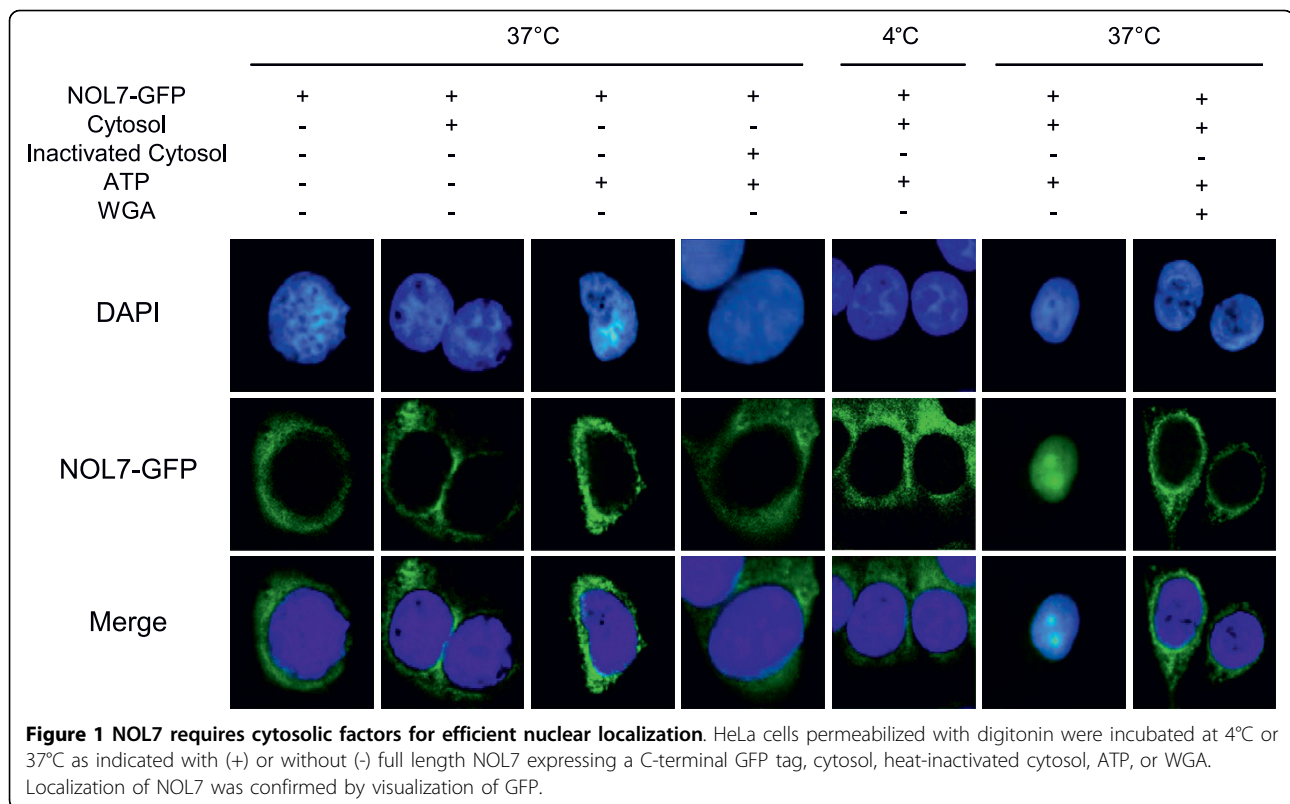 37°C 4°C 37°C
NOL7-GFP + + + + + + +
Cytosol - + - - + + +
Inactivated Cytosol - - - + - - -
ATP - - + + + + +
WGA - - - - - - +
DAPI
NOL7-GFP
Merge
Figure 1 NOL7 requires cytosolic factors for efficient nuclear localization. HeLa cells permeabilized with digitonin were incubated at 4°C or
37°C as indicated with (+) or without (-) full length NOL7 expressing a C-terminal GFP tag, cytosol, heat-inactivated cytosol, ATP, or WGA.
Localization of NOL7 was confirmed by visualization of GFP.